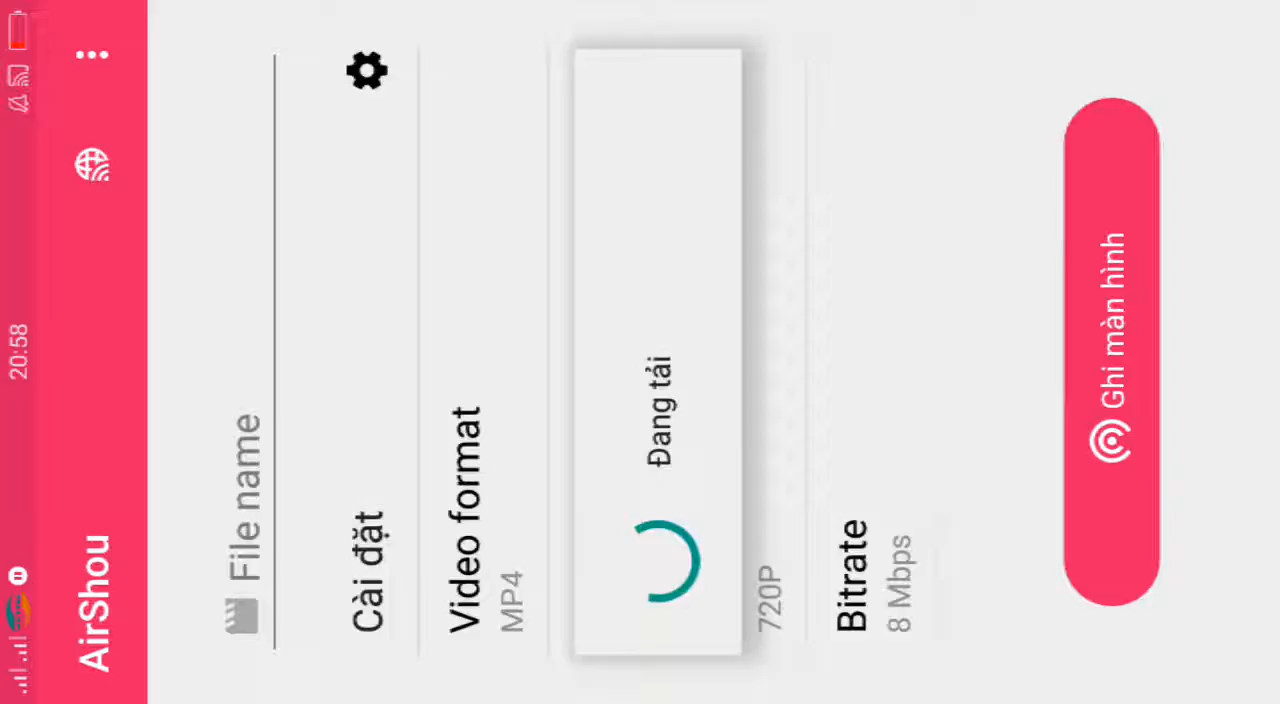 20:58
AirShou
File name
Cài đặt
Video format
MP4
Đang tải
720P
Bitrate
8 Mbps
Ghi màn hình